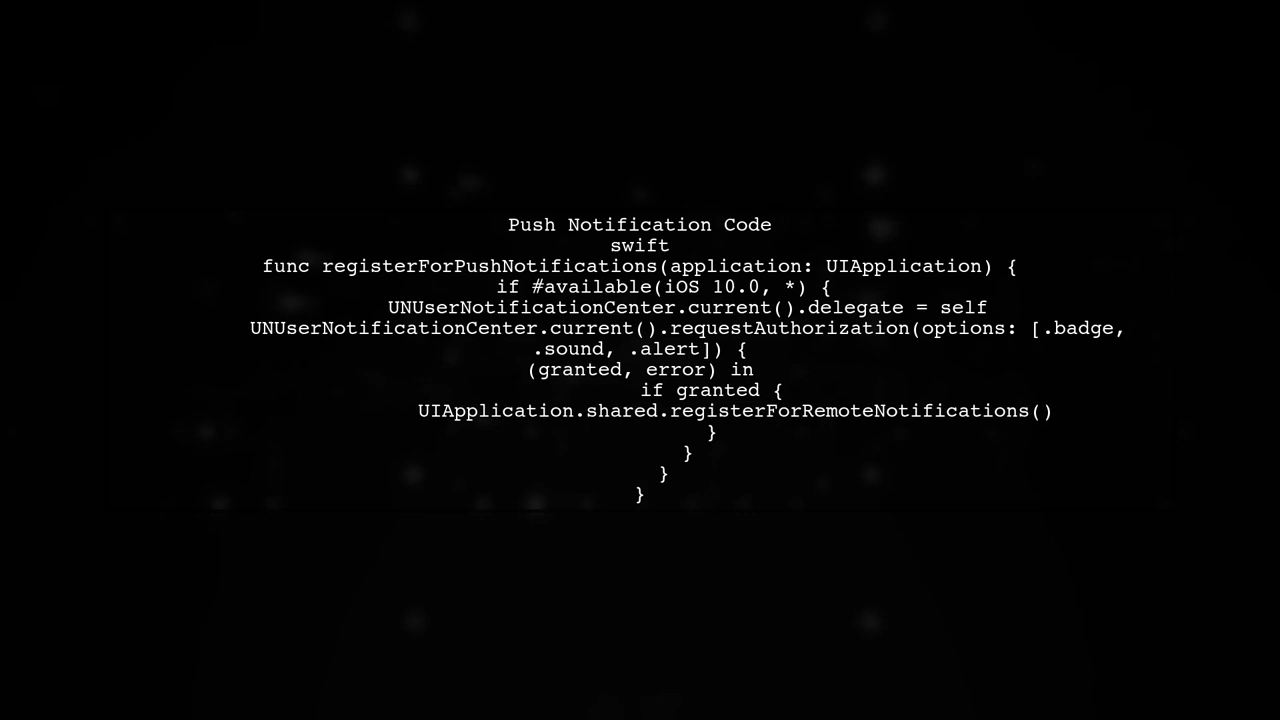 Push Notification Code
swift
func registerForPushNotifications(application: UIApplication) {
if #available(iOS 10.0, *) {
UNUserNotificationCenter.current().delegate = self
UNUserNotificationCenter.current().requestAuthorization(options: [.badge,
.sound, .alert]) {
(granted, error) in
if granted {
UIApplication.shared.registerForRemoteNotifications()
}
}
}
}